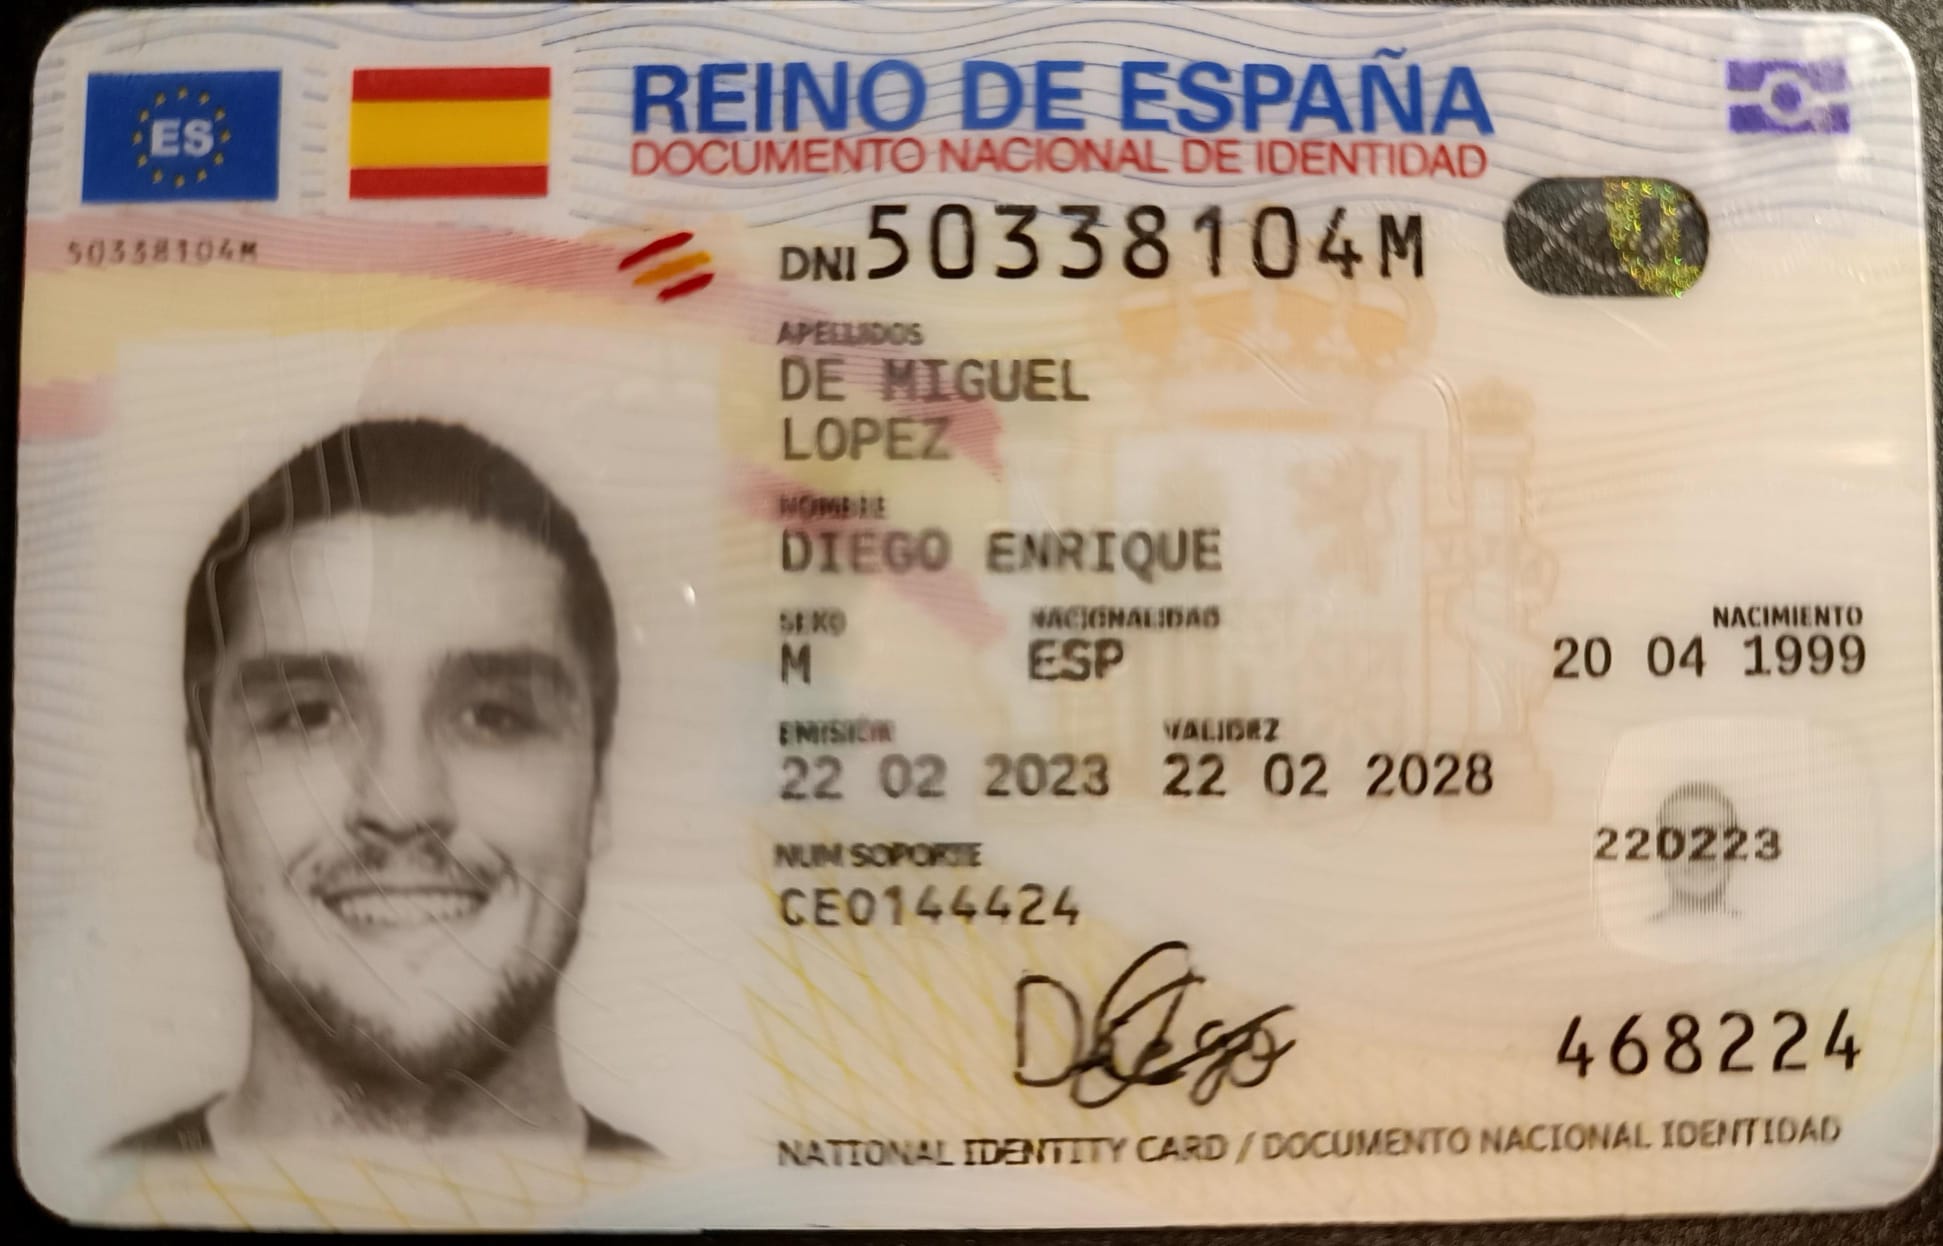 ES
REINO DE ESPAÑA
DOCUMENTO NACIONAL DE IDENTIDAD
50338104M
DNI 50338104M
APELLIDOS
DE MIGUEL
LOPEZ
NOMBRE
DIEGO ENRIQUE
SEXO NACIONALIDAD NACIMIENTO
M ESP 20 04 1999
EMISIÓN VALIDEZ
22 02 2023 22 02 2028
NUM SOPORTE
CE0144424
220223
Diego
468224
NATIONAL IDENTITY CARD / DOCUMENTO NACIONAL IDENTIDAD